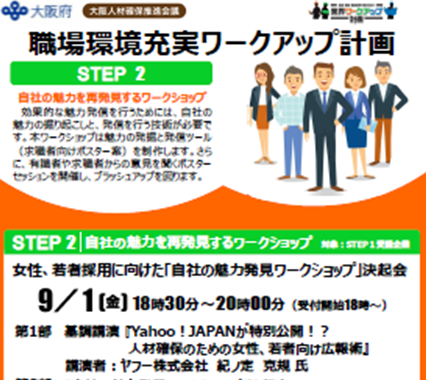 大阪府
大阪人材確保推進会議
業界ワークアップ
職場環境充実ワークアップ計画
STEP 2
自社の魅力を再発見するワークショップ
効果的な魅力発信を行うためには、自社の
魅力の掘り起こしと、発信を行う技術が必要で
す。本ワークショップは魅力の発掘と発信ツール
（求職者向けポスター案）を制作します。さら
に、有識者や求職者からの意見を聞くポスター
セッションを開催し、ブラッシュアップを図ります。
STEP 2 自社の魅力を再発見するワークショップ 対象：STEP1受講企業
女性、若者採用に向けた「自社の魅力発見ワークショップ」決起会
9／1(金) 18時30分～20時00分（受付開始18時～）
第1部 基調講演『Yahoo！JAPANが特別公開！？
人材確保のための女性、若者向け広報術』
講演者：ヤフー株式会社 紀ノ定 克規 氏